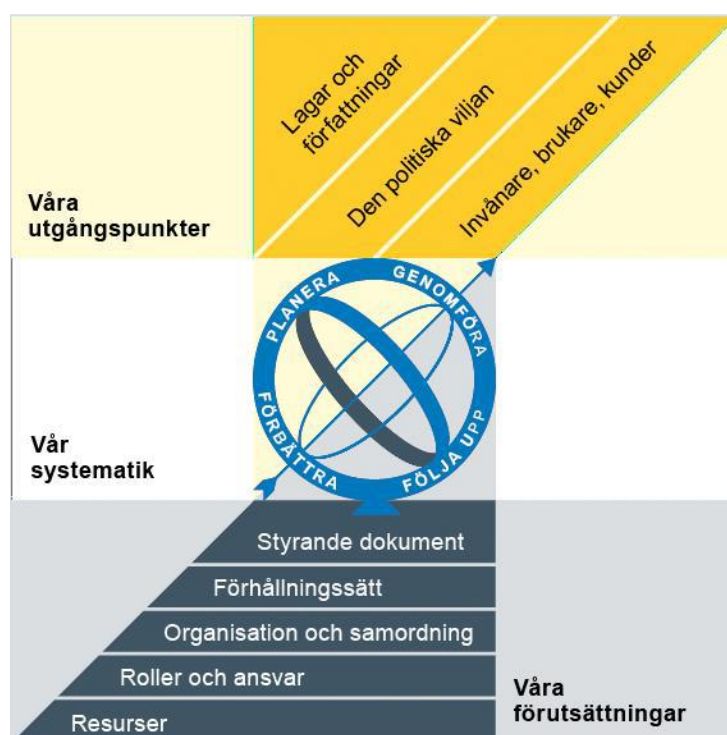 Lagar och
författningar
Den politiska viljan
Invånare, brukare, kunder
Våra
utgångspunkter
PLANERA
GENOMFÖRA
FÖRBÄTTRA
FÖLJA UPP
Vår
systematik
Styrande dokument
Förhållningssätt
Organisation och samordning
Roller och ansvar
Resurser
Våra
förutsättningar